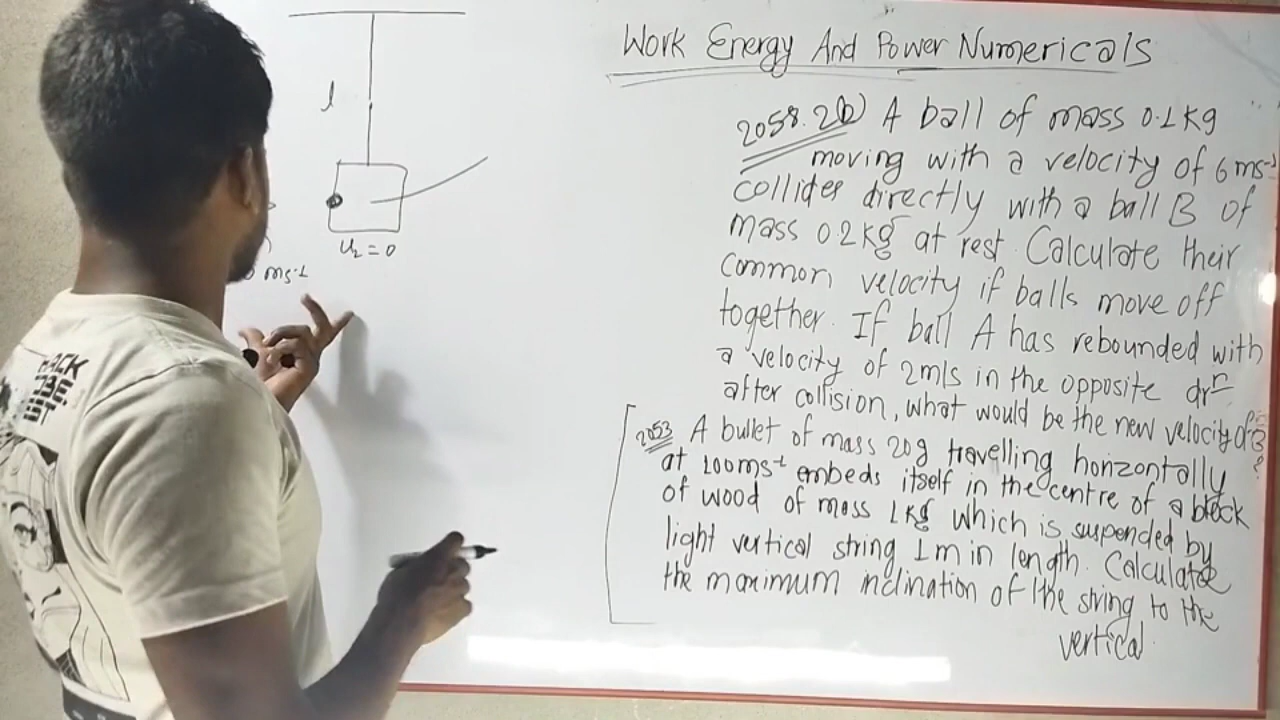 Work Energy And Power Numericals
2058. 2(b) A ball of mass 0.1 kg
moving with a velocity of 6 ms-1
collides directly with a ball B of
mass 0.2 kg at rest. Calculate their
common velocity if balls move off
together. If ball A has rebounded with
a velocity of 2m/s in the opposite dirn
after collision, what would be the new velocity of B
?
2053 A bullet of mass 20g travelling horizontally
at 100ms-1 embeds itself in the centre of a block
of wood of mass 1 kg which is suspended by
light vertical string 1m in length. Calculate
the maximum inclination of the string to the
vertical.
l
u2 = 0
ms-1